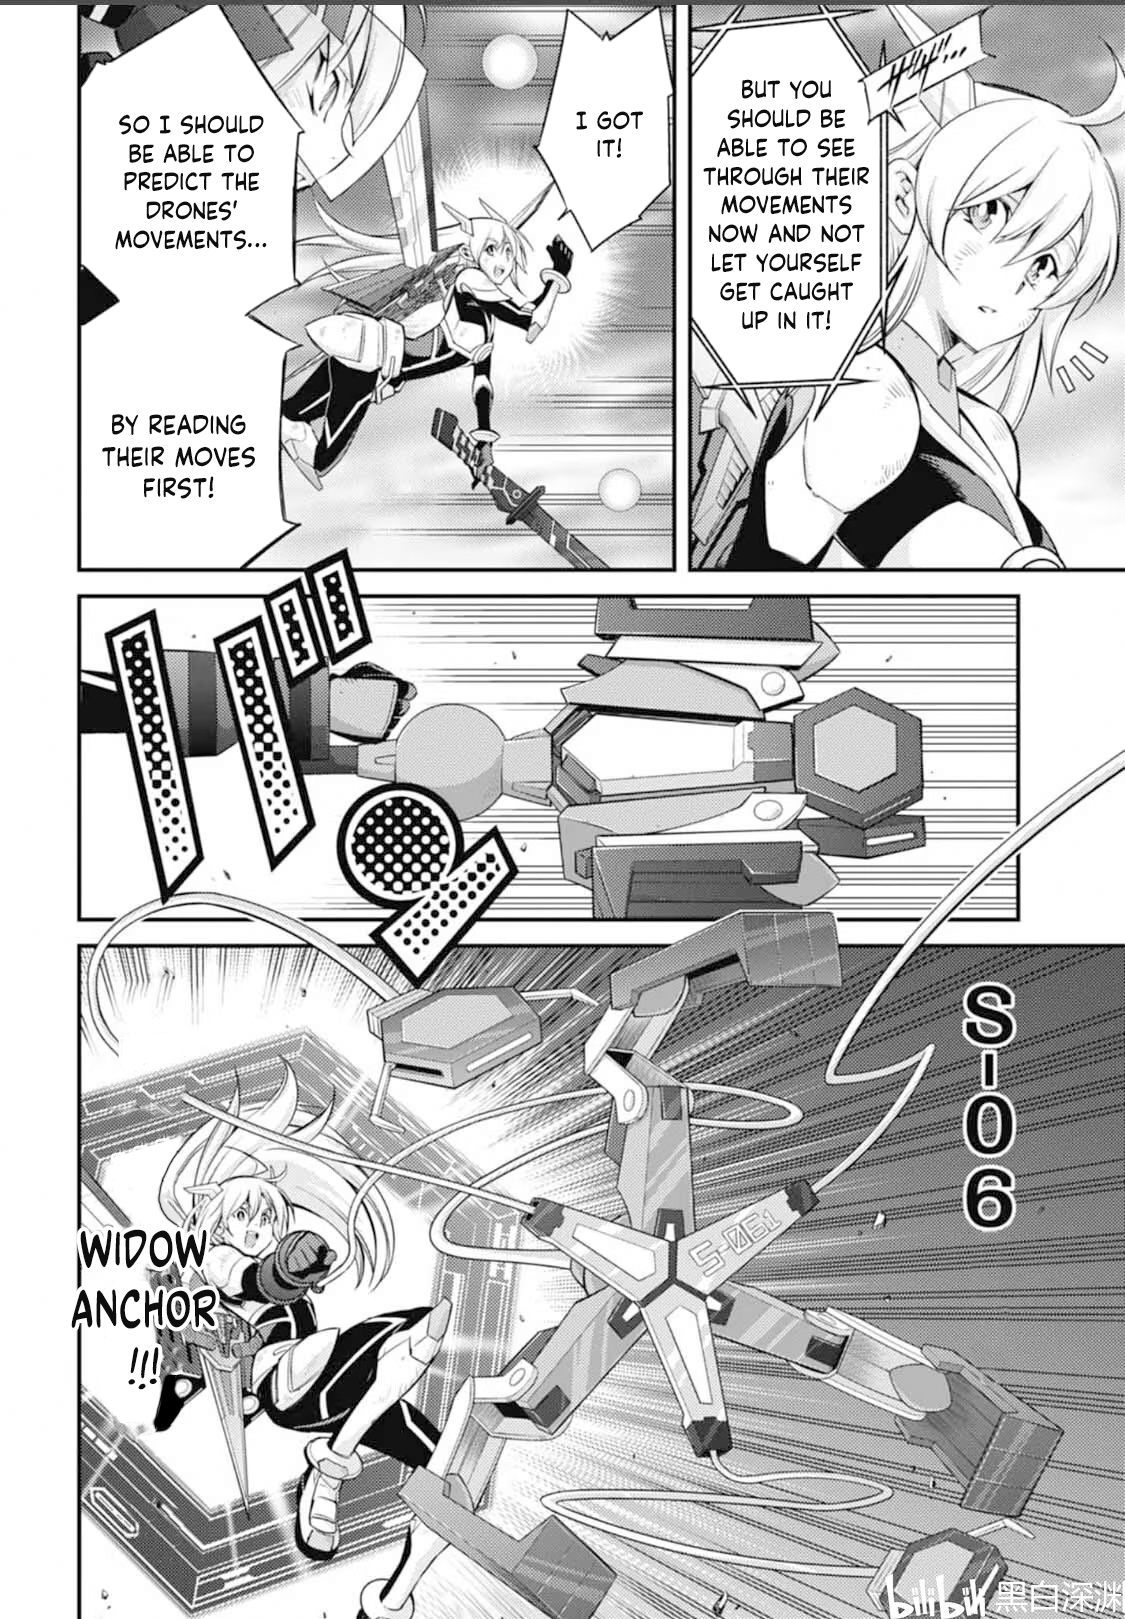 BUT YOU
SHOULD BE
ABLE TO SEE
THROUGH THEIR
MOVEMENTS
NOW AND NOT
LET YOURSELF
GET CAUGHT
UP IN IT!
I GOT
IT!
SO I SHOULD
BE ABLE TO
PREDICT THE
DRONES'
MOVEMENTS...
BY READING
THEIR MOVES
FIRST!
S-06
S-061
WIDOW
ANCHOR
!!!
bilibili 黑白深渊